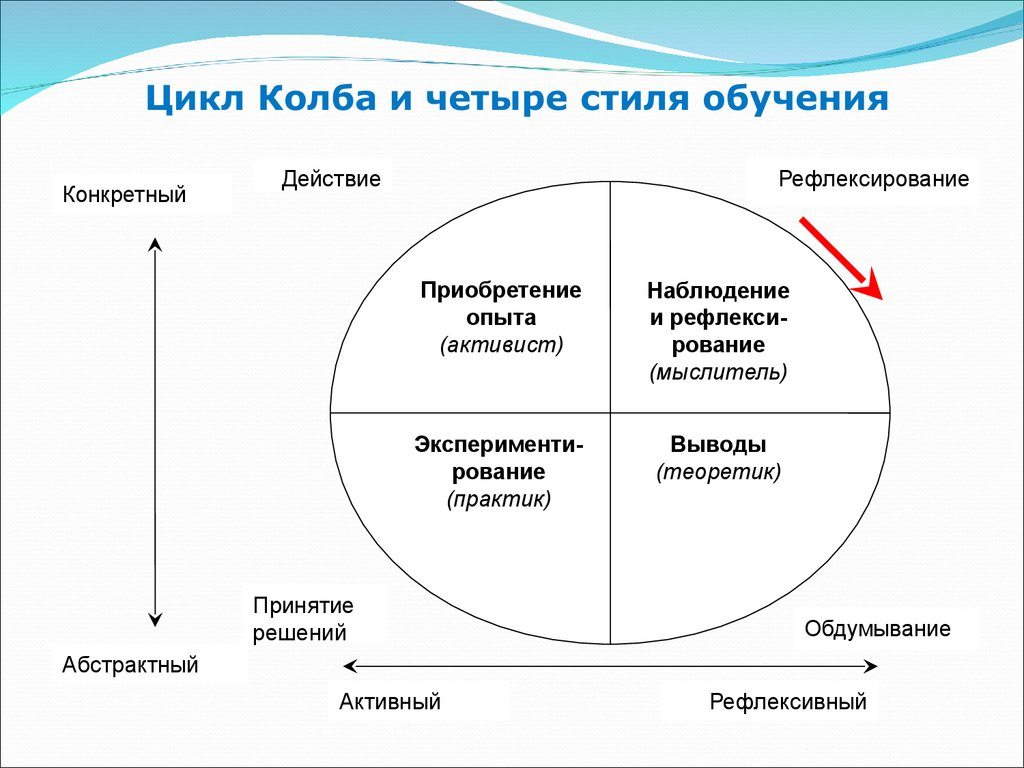 Цикл Колба и четыре стиля обучения
Конкретный
Действие
Рефлексирование
Приобретение
опыта
(активист)
Наблюдение
и рефлекси-
рование
(мыслитель)
Эксперименти-
рование
(практик)
Выводы
(теоретик)
Принятие
решений
Обдумывание
Абстрактный
Активный
Рефлексивный